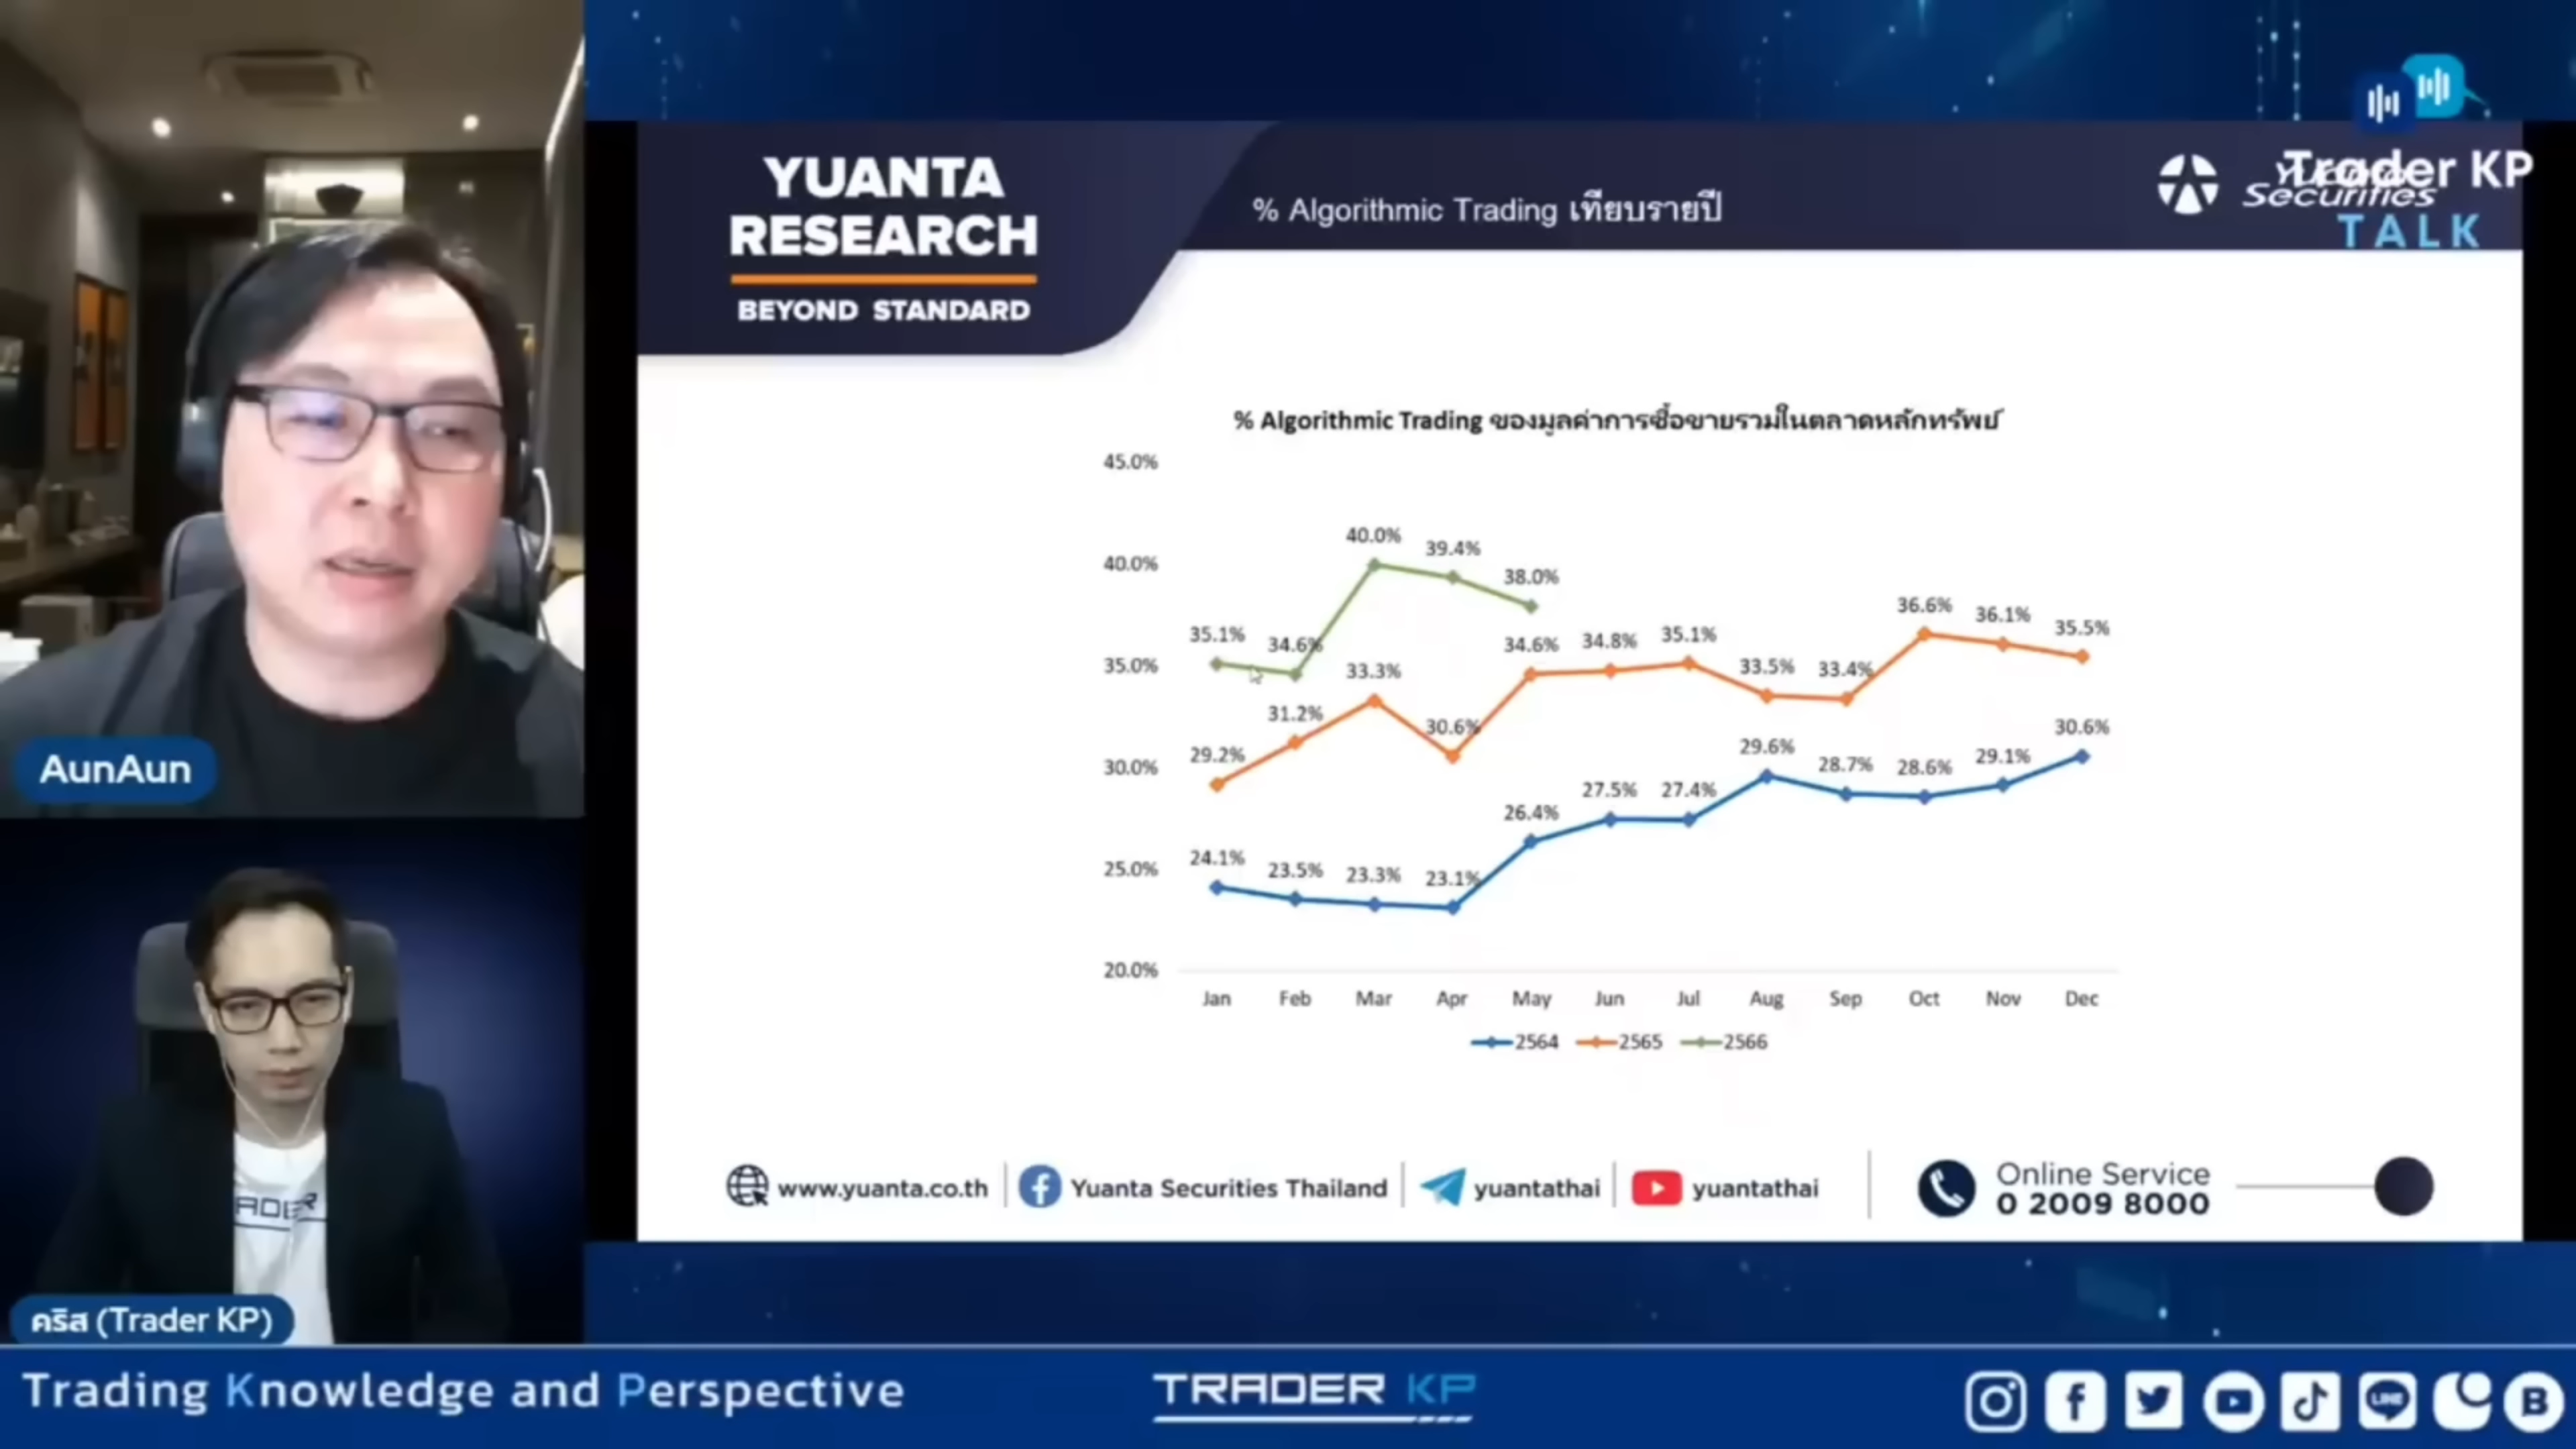 YUANTA
RESEARCH
BEYOND STANDARD
% Algorithmic Trading เทียบรายปี
Securities
Trader KP
TALK
% Algorithmic Trading ของมูลค่าการซื้อขายรวมในตลาดหลักทรัพย์
45.0%
40.0%
35.0%
30.0%
25.0%
20.0%
35.1% 34.6% 40.0% 39.4% 38.0%
29.2% 31.2% 33.3% 30.6% 34.6% 34.8% 35.1% 33.5% 33.4% 36.6% 36.1% 35.5%
24.1% 23.5% 23.3% 23.1% 26.4% 27.5% 27.4% 29.6% 28.7% 28.6% 29.1% 30.6%
Jan Feb Mar Apr May Jun Jul Aug Sep Oct Nov Dec
2564 2565 2566
www.yuanta.co.th Yuanta Securities Thailand yuantathai yuantathai
Online Service
0 2009 8000
AunAun
คริส (Trader KP)
Trading Knowledge and Perspective
TRADER KP
LINE
B